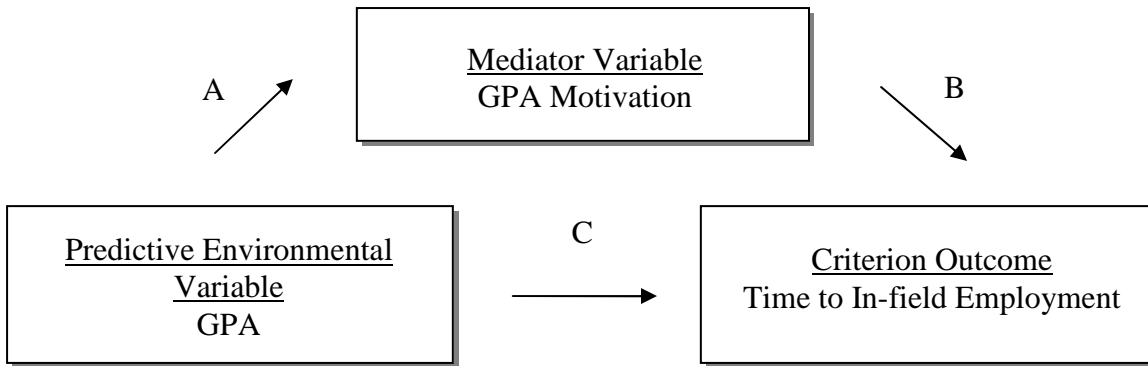 Mediator Variable
GPA Motivation
A
B
Predictive Environmental
Variable
GPA
C
Criterion Outcome
Time to In-field Employment